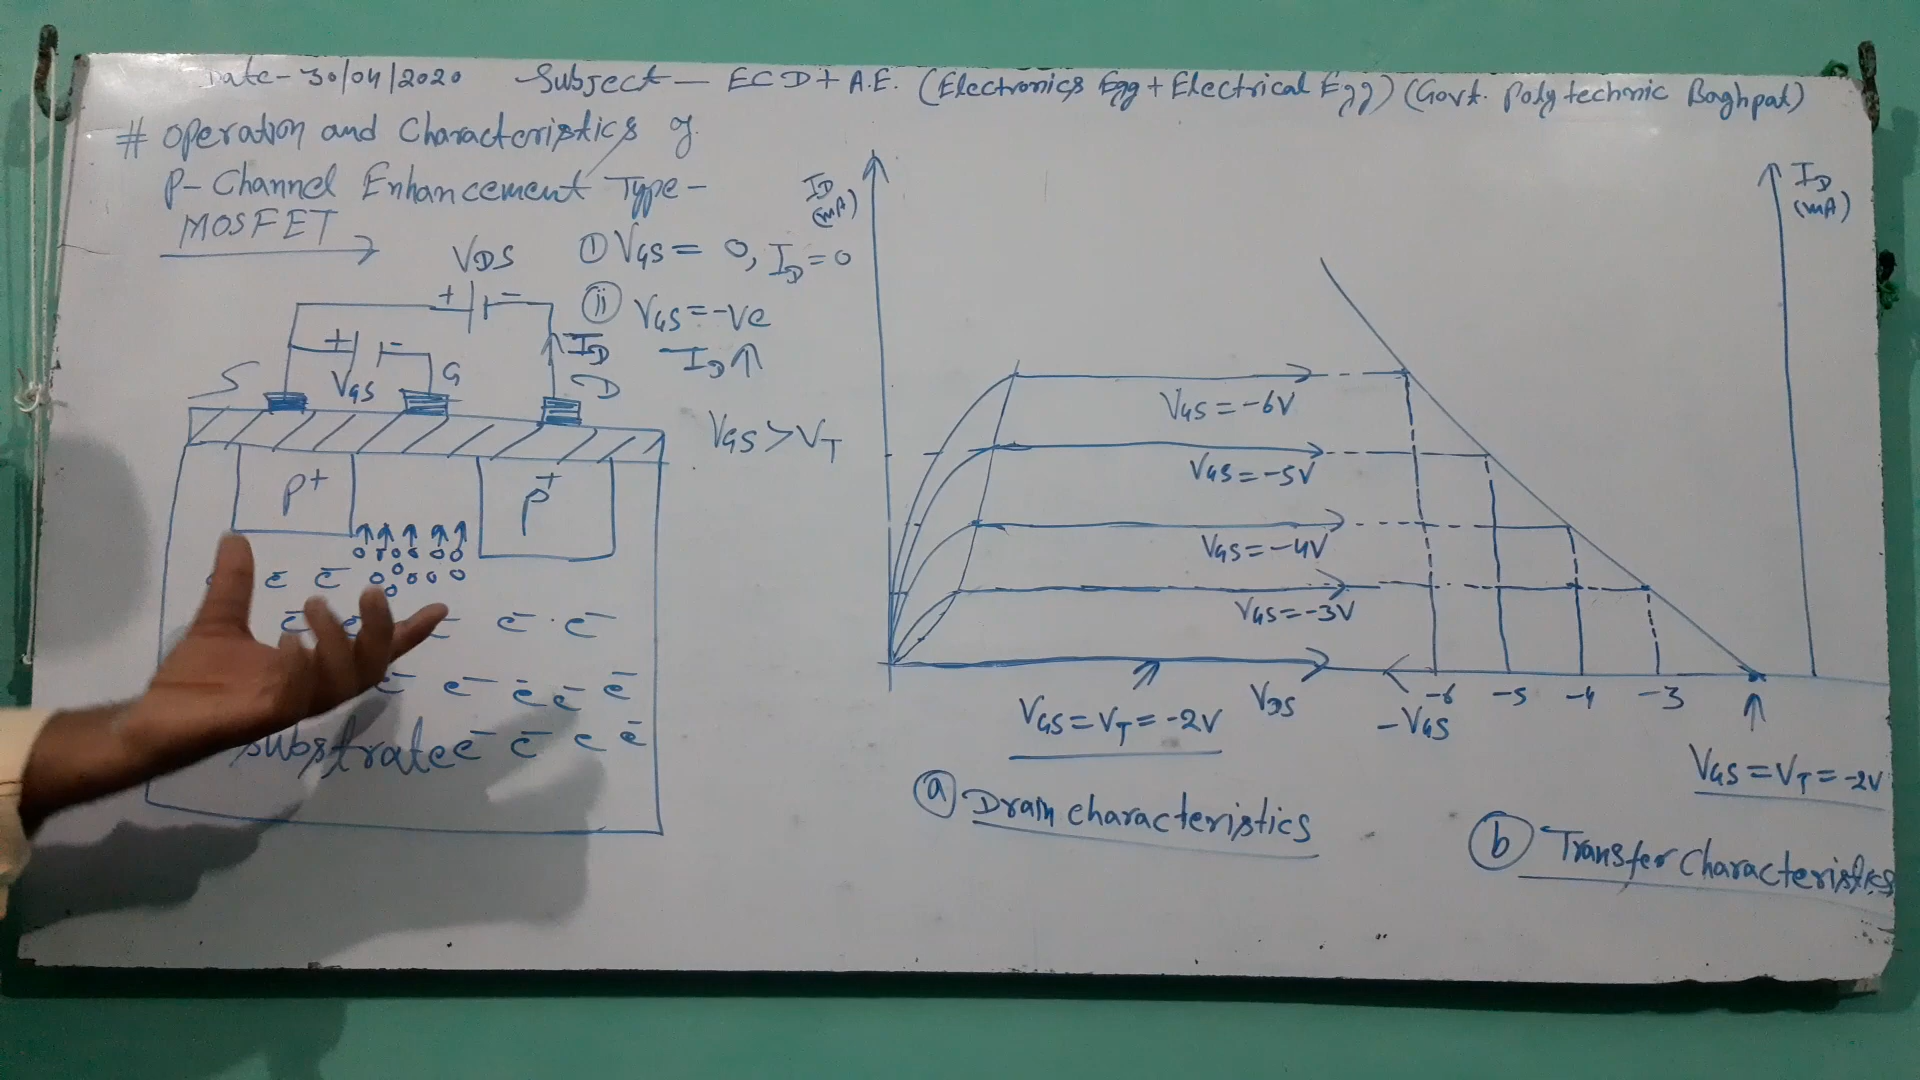 Date-30/04/2020 Subject - ECD+A.E. (Electronics Egg + Electrical Egg) (Govt. Polytechnic Baghpat)
# Operation and Characteristics of
P-Channel Enhancement Type-
MOSFET
VDS
+ -
+ -
VGS
S
G
D
ID
① VGS = 0, ID=0
ⅱ VGS = -ve
ID↑
VGS > VT
P+
P+
e- e-
e- e- e- e- e-
e- e- e- e- e-
substrate e- e- e e-
ID
(mA)
VGS = -6V
VGS = -5V
VGS = -4V
VGS = -3V
VGS = VT = -2V
VDS
ⓐ Drain Characteristics
ID
(mA)
-6 -5 -4 -3
-VGS
VGS = VT = -2V
ⓑ Transfer Characteristics